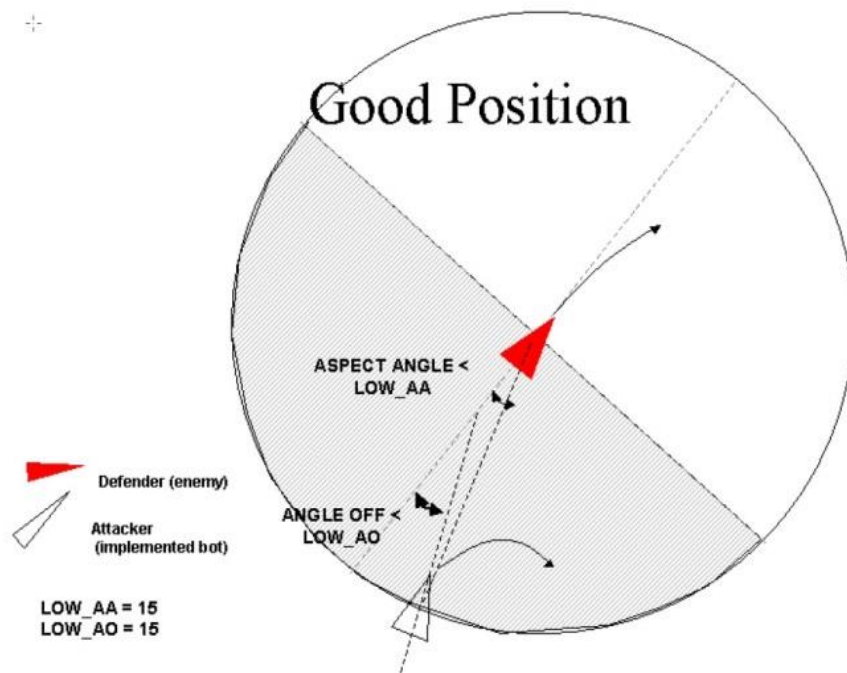 Good Position
ASPECT ANGLE <
LOW_AA
ANGLE OFF <
LOW_AO
Defender (enemy)
Attacker
(implemented bot)
LOW_AA = 15
LOW_AO = 15